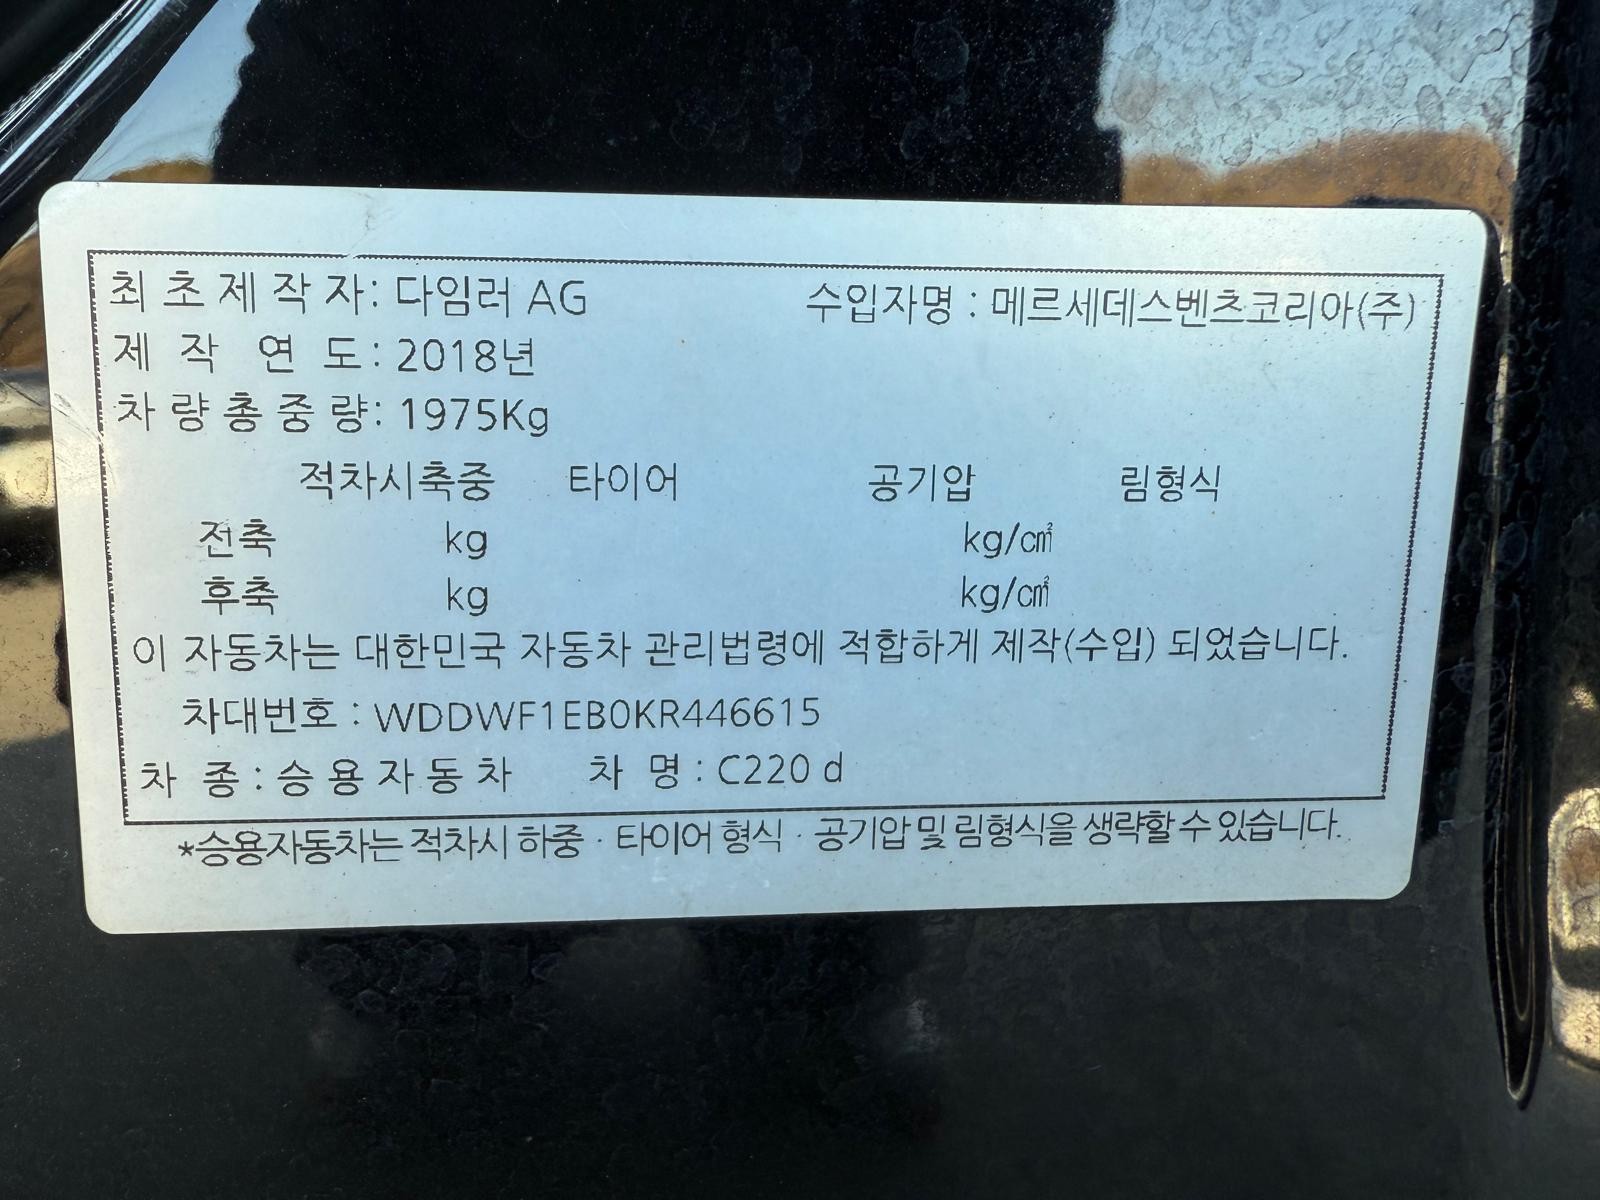 최초제작자: 다임러 AG 수입자명 : 메르세데스벤츠코리아(주)
제 작 연 도: 2018년
차량총중량: 1975Kg
적차시축중 타이어 공기압 림형식
전축 kg kg/㎠
후축 kg kg/㎠
이 자동차는 대한민국 자동차 관리법령에 적합하게 제작(수입) 되었습니다.
차대번호 : WDDWF1EB0KR446615
차 종 : 승용자동차 차 명 : C220 d
*승용자동차는 적차시 하중 · 타이어 형식 · 공기압 및 림형식을 생략할 수 있습니다.